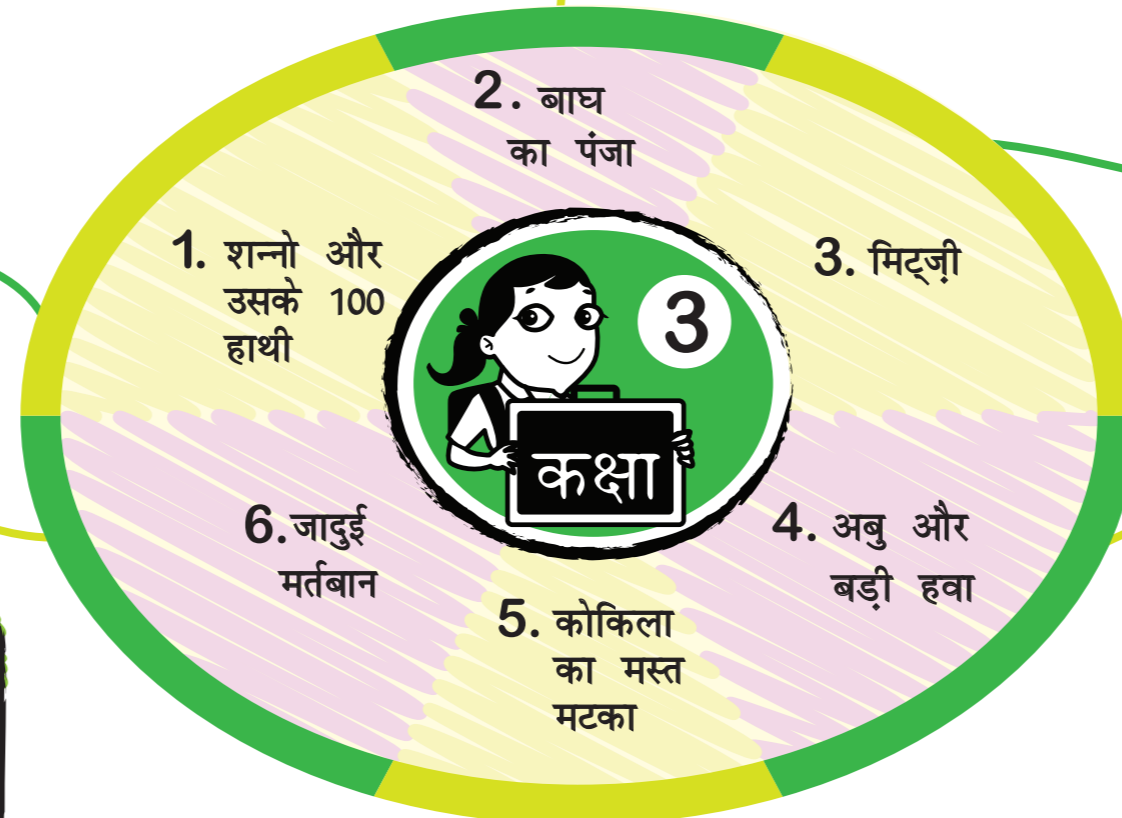 1. शन्नो और
उसके 100
हाथी
2. बाघ
का पंजा
3. मिट्ज़ी
4. अबु और
बड़ी हवा
5. कोकिला
का मस्त
मटका
6. जादुई
मर्तबान
3
कक्षा